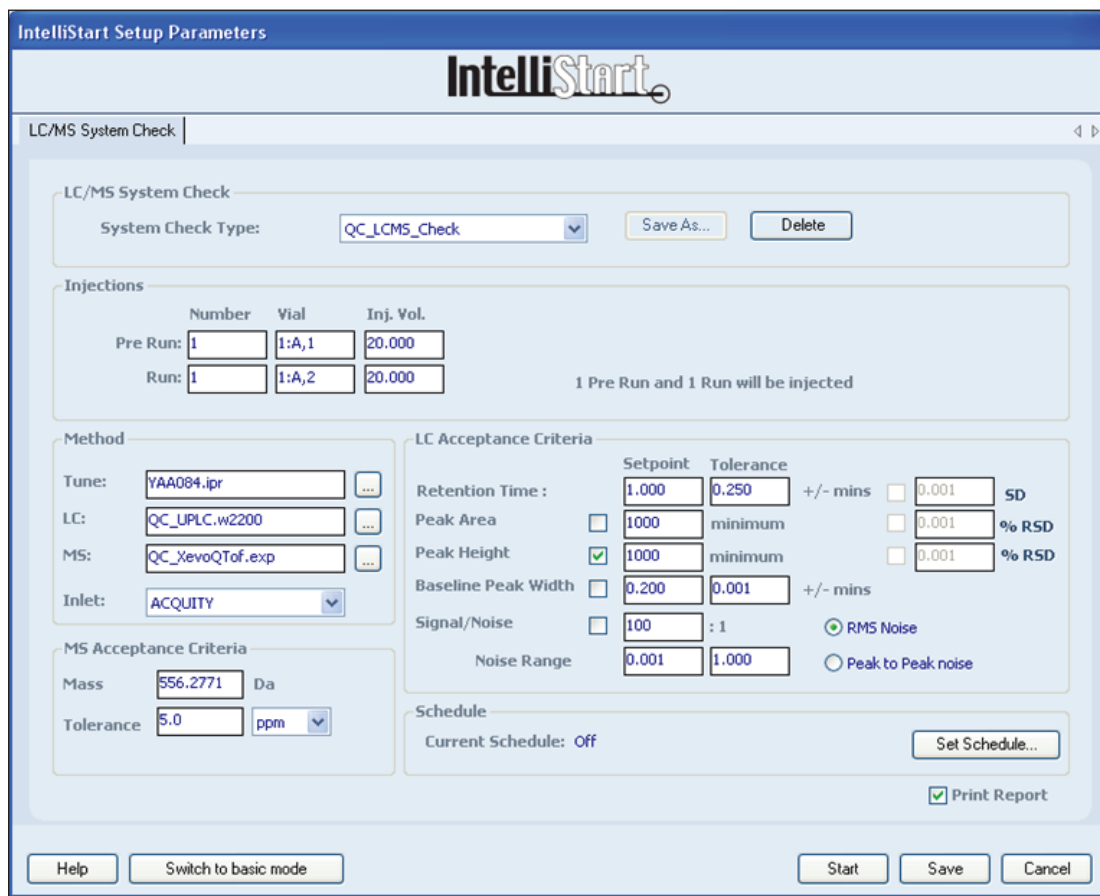 IntelliStart Setup Parameters
IntelliStart
LC/MS System Check
LC/MS System Check
System Check Type: QC_LCMS_Check Save As... Delete
Injections
Number Vial Inj. Vol.
Pre Run: 1 1:A,1 20.000
Run: 1 1:A,2 20.000 1 Pre Run and 1 Run will be injected
Method
Tune: YAA084.ipr ...
LC: QC_UPLC.w2200 ...
MS: QC_XevoQTof.exp ...
Inlet: ACQUITY
MS Acceptance Criteria
Mass 556.2771 Da
Tolerance 5.0 ppm
LC Acceptance Criteria
Setpoint Tolerance
Retention Time : 1.000 0.250 +/- mins 0.001 SD
Peak Area 1000 minimum 0.001 % RSD
Peak Height 1000 minimum 0.001 % RSD
Baseline Peak Width 0.200 0.001 +/- mins
Signal/Noise 100 : 1 RMS Noise
Noise Range 0.001 1.000 Peak to Peak noise
Schedule
Current Schedule: Off Set Schedule...
Print Report
Help Switch to basic mode Start Save Cancel